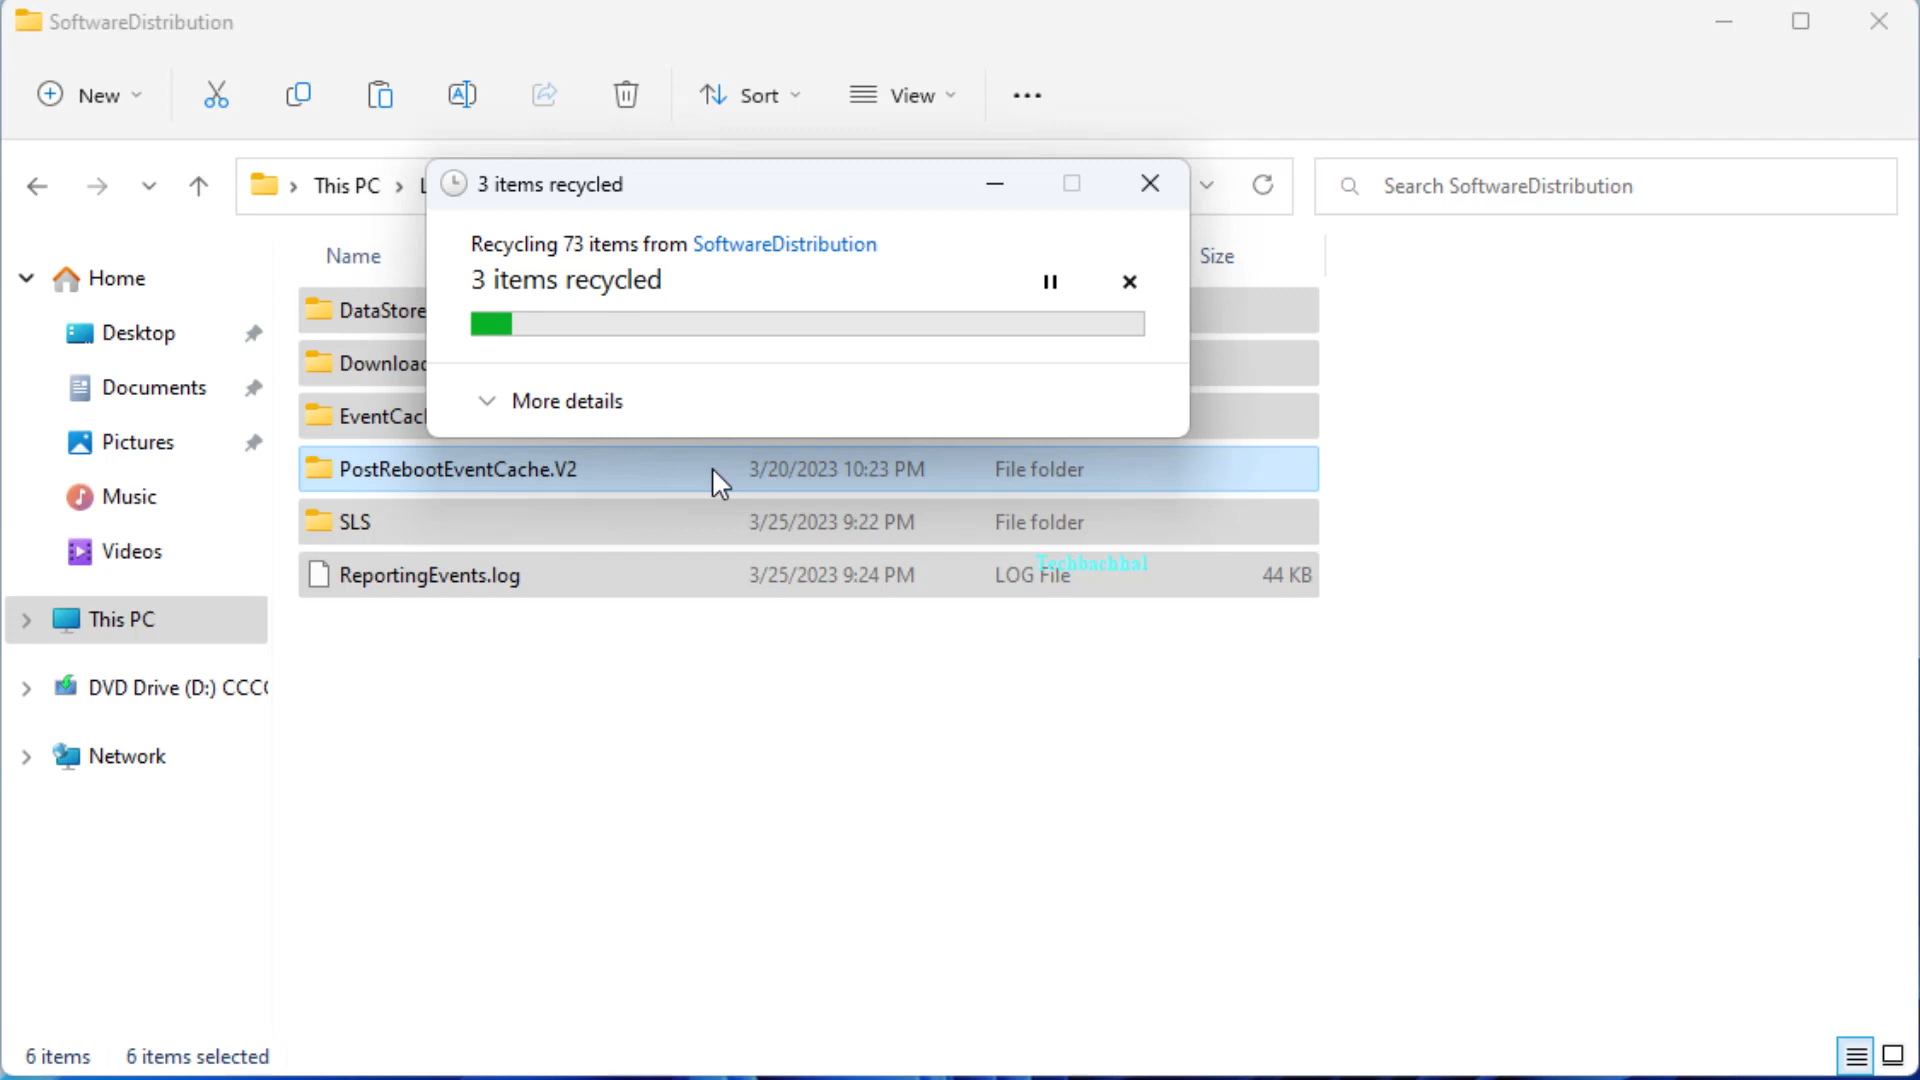 SoftwareDistribution
New
Sort
View
This PC
Search SoftwareDistribution
3 items recycled
Recycling 73 items from SoftwareDistribution
3 items recycled
More details
Name
Size
DataStore
Download
EventCac
PostRebootEventCache.V2 3/20/2023 10:23 PM File folder
SLS 3/25/2023 9:22 PM File folder
ReportingEvents.log 3/25/2023 9:24 PM LOG File 44 KB
Techbachhal
Home
Desktop
Documents
Pictures
Music
Videos
This PC
DVD Drive (D:) CCC
Network
6 items 6 items selected